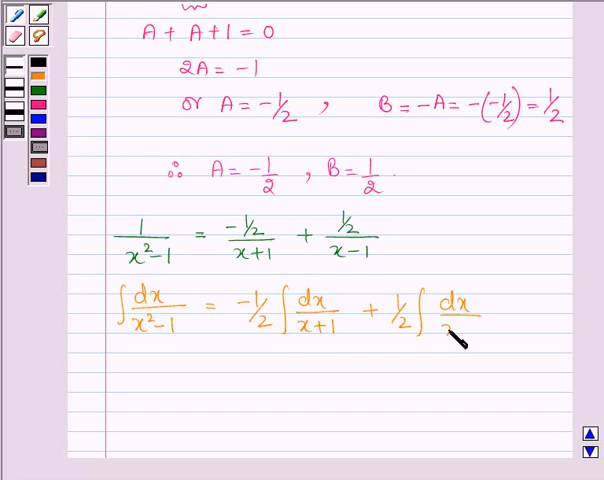 A + A + 1 = 0
2A = -1
or A = -1/2 , B = -A = -(-1/2) = 1/2
∴ A = -1/2 , B = 1/2 .
1/(x²-1) = (-1/2)/(x+1) + (1/2)/(x-1)
∫ dx/(x²-1) = -1/2 ∫ dx/(x+1) + 1/2 ∫ dx/